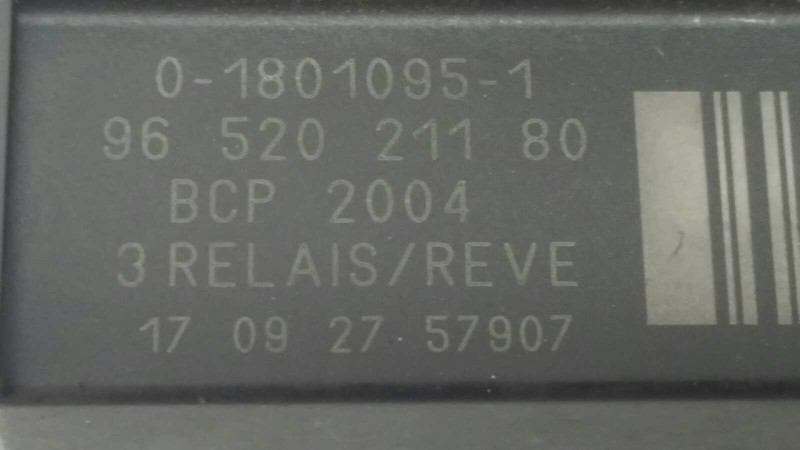 0-1801095-1
96 520 211 80
BCP 2004
3 RELAIS/REVE
17 09 27 57907